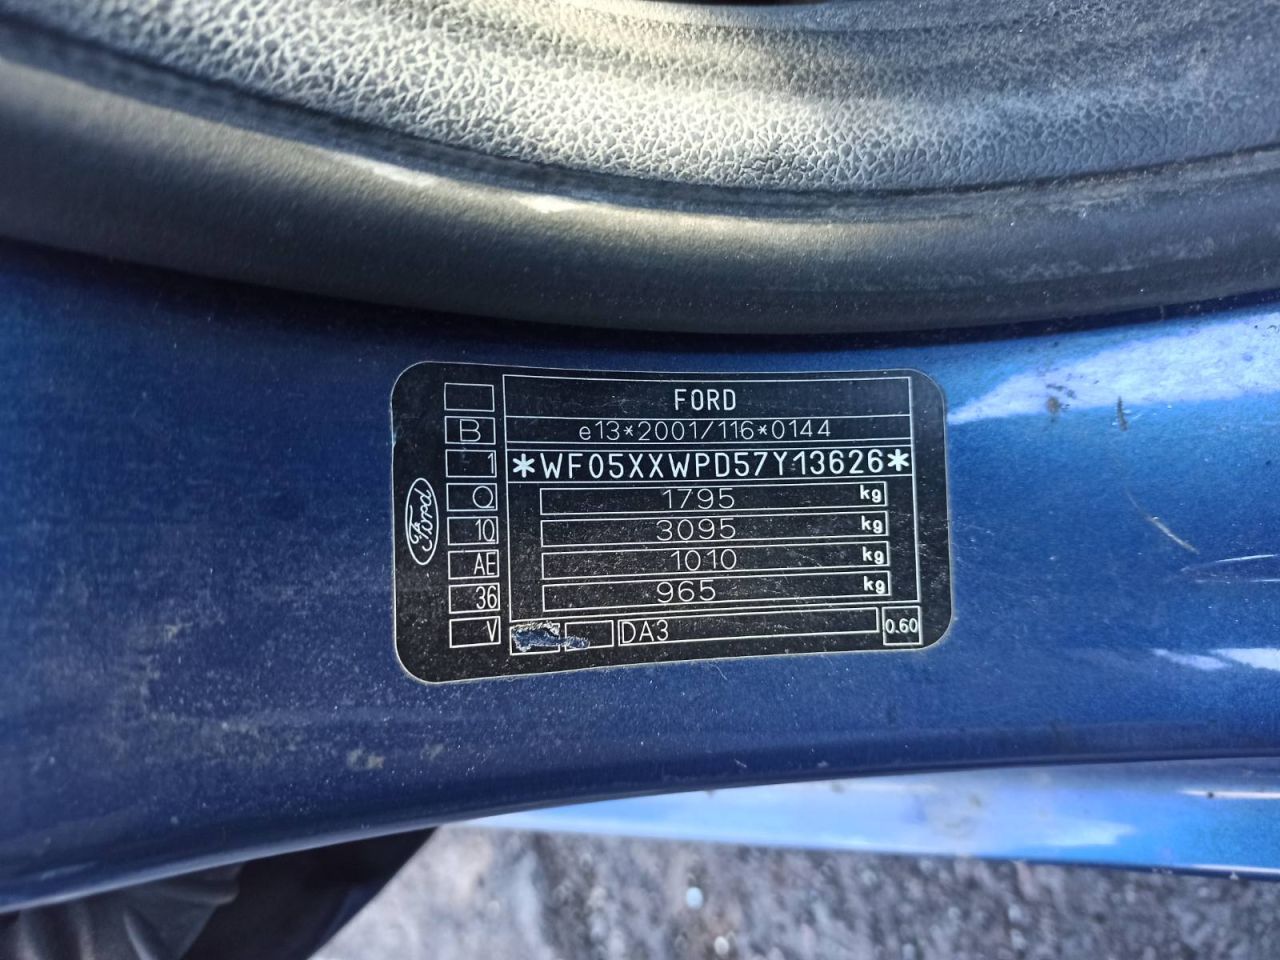 FORD
B e13*2001/116*0144
1 *WF05XXWPD57Y13626*
Q 1795 kg
1Q 3095 kg
AE 1010 kg
36 965 kg
V DA3 0.60
Ford